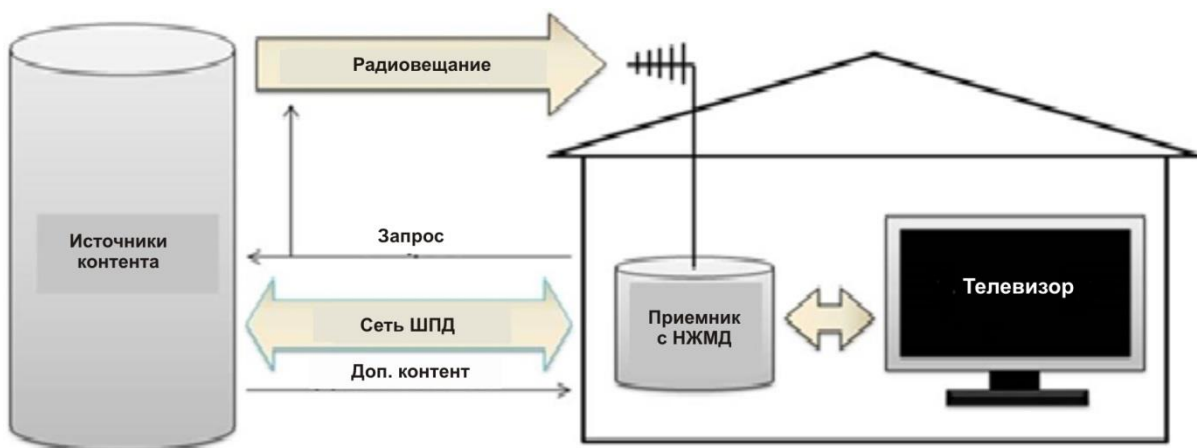 Радиовещание
Источники
контента
Запрос
Сеть ШПД
Доп. контент
Приемник
с НЖМД
Телевизор